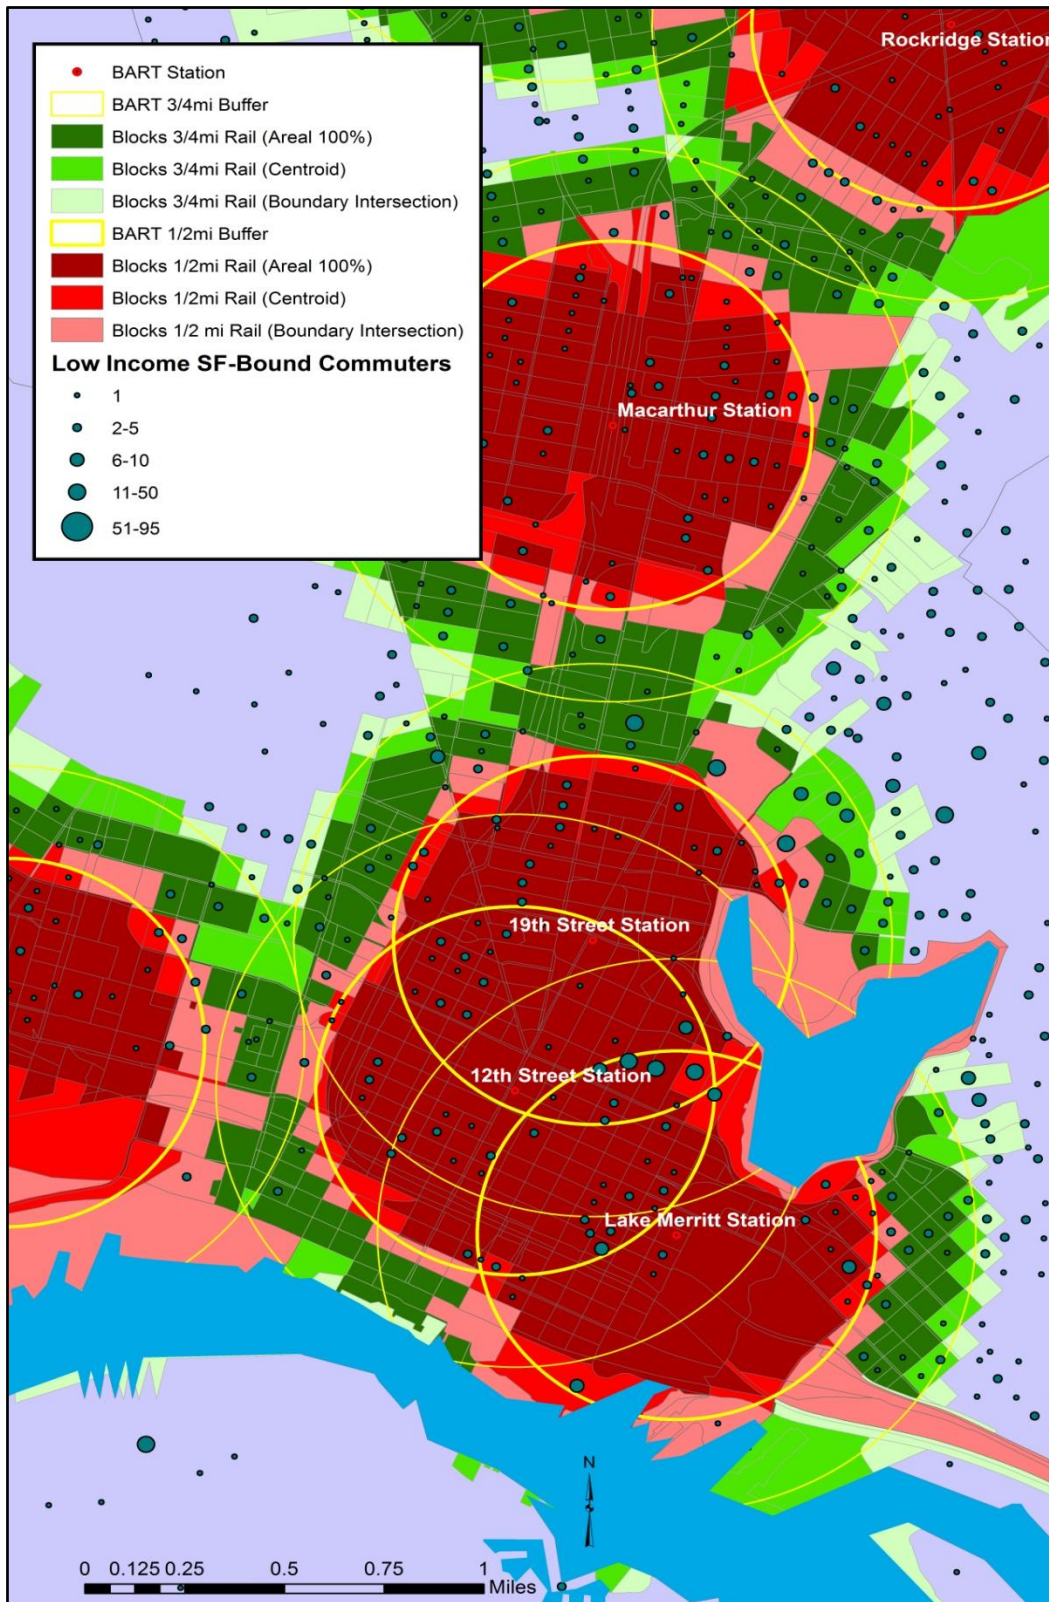 Rockridge Station
BART Station
BART 3/4mi Buffer
Blocks 3/4mi Rail (Areal 100%)
Blocks 3/4mi Rail (Centroid)
Blocks 3/4mi Rail (Boundary Intersection)
BART 1/2mi Buffer
Blocks 1/2mi Rail (Areal 100%)
Blocks 1/2mi Rail (Centroid)
Blocks 1/2 mi Rail (Boundary Intersection)
Low Income SF-Bound Commuters
1
2-5
6-10
11-50
51-95
Macarthur Station
19th Street Station
12th Street Station
Lake Merritt Station
N
0 0.125 0.25 0.5 0.75 1
Miles